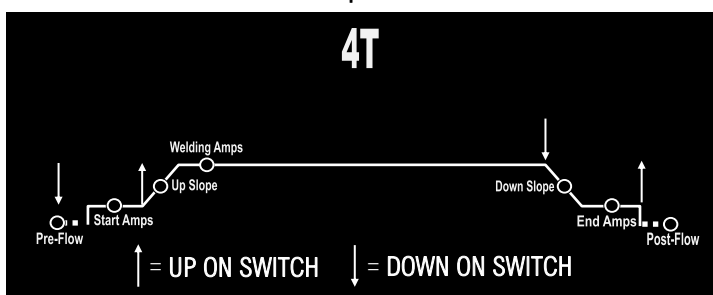 4T
Welding Amps
Up Slope
Down Slope
Start Amps
End Amps
Pre-Flow
Post-Flow
= UP ON SWITCH
= DOWN ON SWITCH